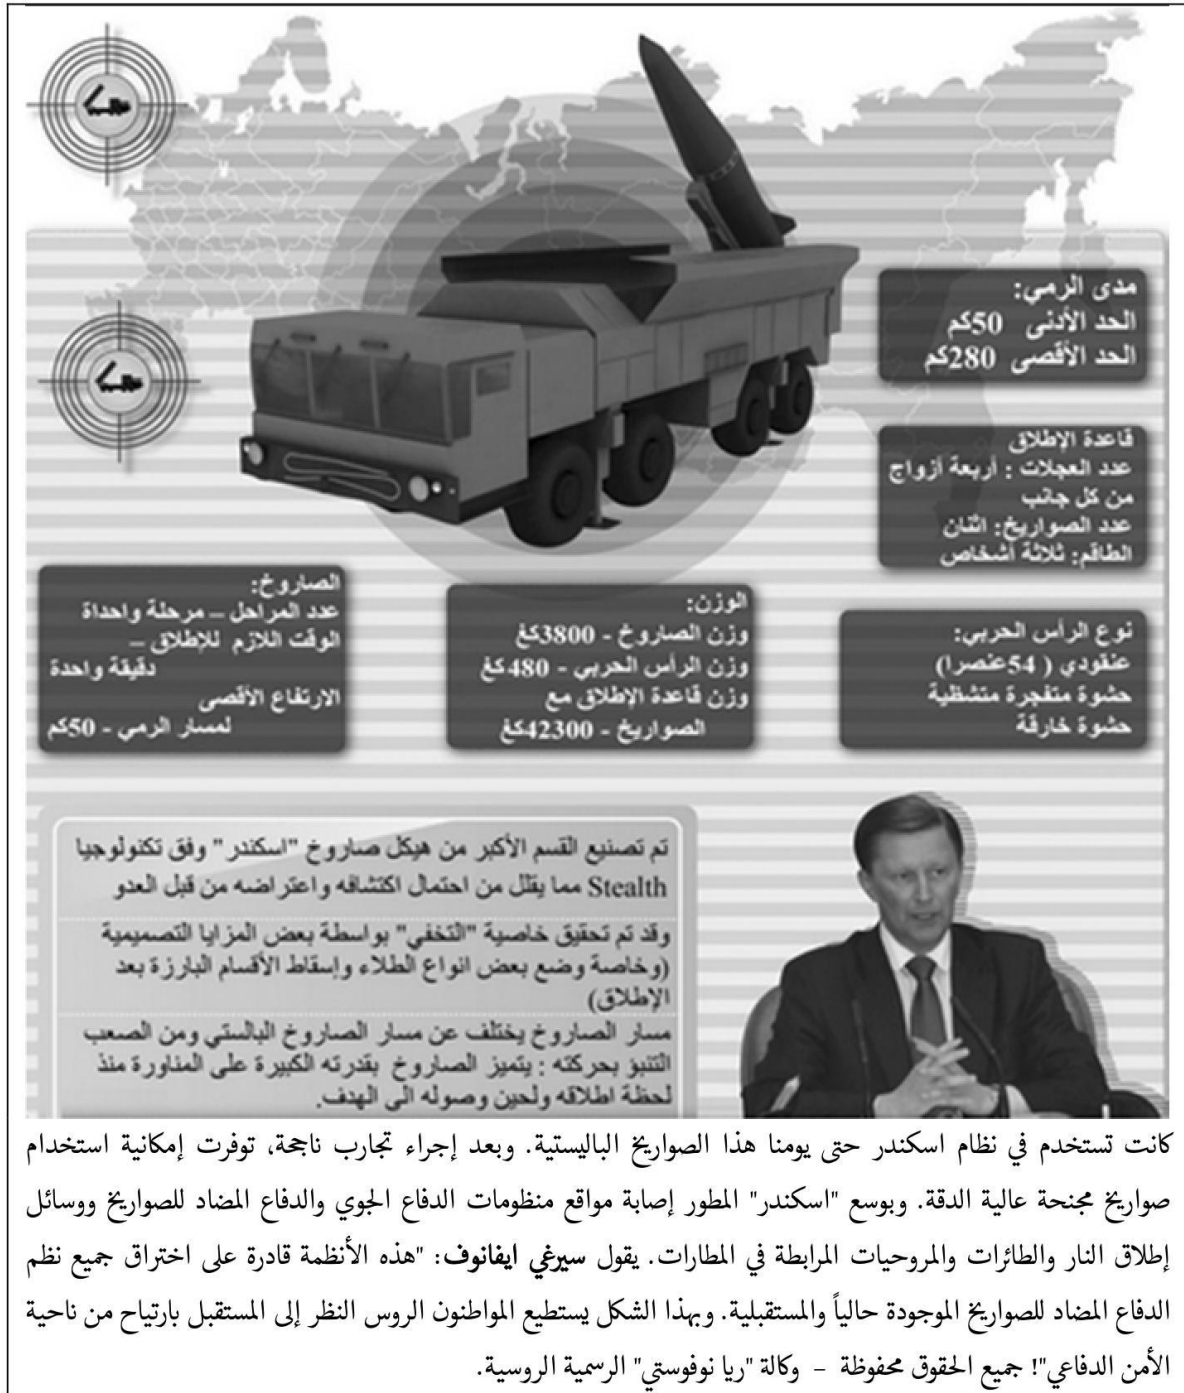 مدى الرمي:
الحد الأدنى 50كم
الحد الأقصى 280كم
قاعدة الإطلاق
عدد العجلات : أربعة أزواج
من كل جانب
عدد الصواريخ: اثنان
الطاقم: ثلاثة أشخاص
نوع الرأس الحربي:
عنقودي ( 54عنصرا)
حشوة متفجرة متشظية
حشوة خارقة
الوزن:
وزن الصاروخ - 3800كغ
وزن الرأس الحربي - 480كغ
وزن قاعدة الإطلاق مع
الصواريخ - 42300كغ
الصاروخ:
عدد المراحل – مرحلة واحداة
الوقت اللازم للإطلاق –
دقيقة واحدة
الارتفاع الأقصى
لمسار الرمي - 50كم
تم تصنيع القسم الأكبر من هيكل صاروخ "اسكندر" وفق تكنولوجيا
Stealth مما يقلل من احتمال اكتشافه واعتراضه من قبل العدو
وقد تم تحقيق خاصية "التخفي" بواسطة بعض المزايا التصميمية
(وخاصة وضع بعض انواع الطلاء وإسقاط الأقسام البارزة بعد
الإطلاق)
مسار الصاروخ يختلف عن مسار الصاروخ البالستي ومن الصعب
التنبؤ بحركته : يتميز الصاروخ بقدرته الكبيرة على المناورة منذ
لحظة اطلاقه ولحين وصوله الى الهدف.
كانت تستخدم في نظام اسكندر حتى يومنا هذا الصواريخ الباليستية. وبعد إجراء تجارب ناجحة، توفرت إمكانية استخدام
صواريخ مجنحة عالية الدقة. وبوسع "اسكندر" المطور إصابة مواقع منظومات الدفاع الجوي والدفاع المضاد للصواريخ ووسائل
إطلاق النار والطائرات والمروحيات المرابطة في المطارات. يقول سيرغي ايفانوف: "هذه الأنظمة قادرة على اختراق جميع نظم
الدفاع المضاد للصواريخ الموجودة حالياً والمستقبلية. وبهذا الشكل يستطيع المواطنون الروس النظر إلى المستقبل بارتياح من ناحية
الأمن الدفاعي"! جميع الحقوق محفوظة – وكالة "ريا نوفوستي" الرسمية الروسية.